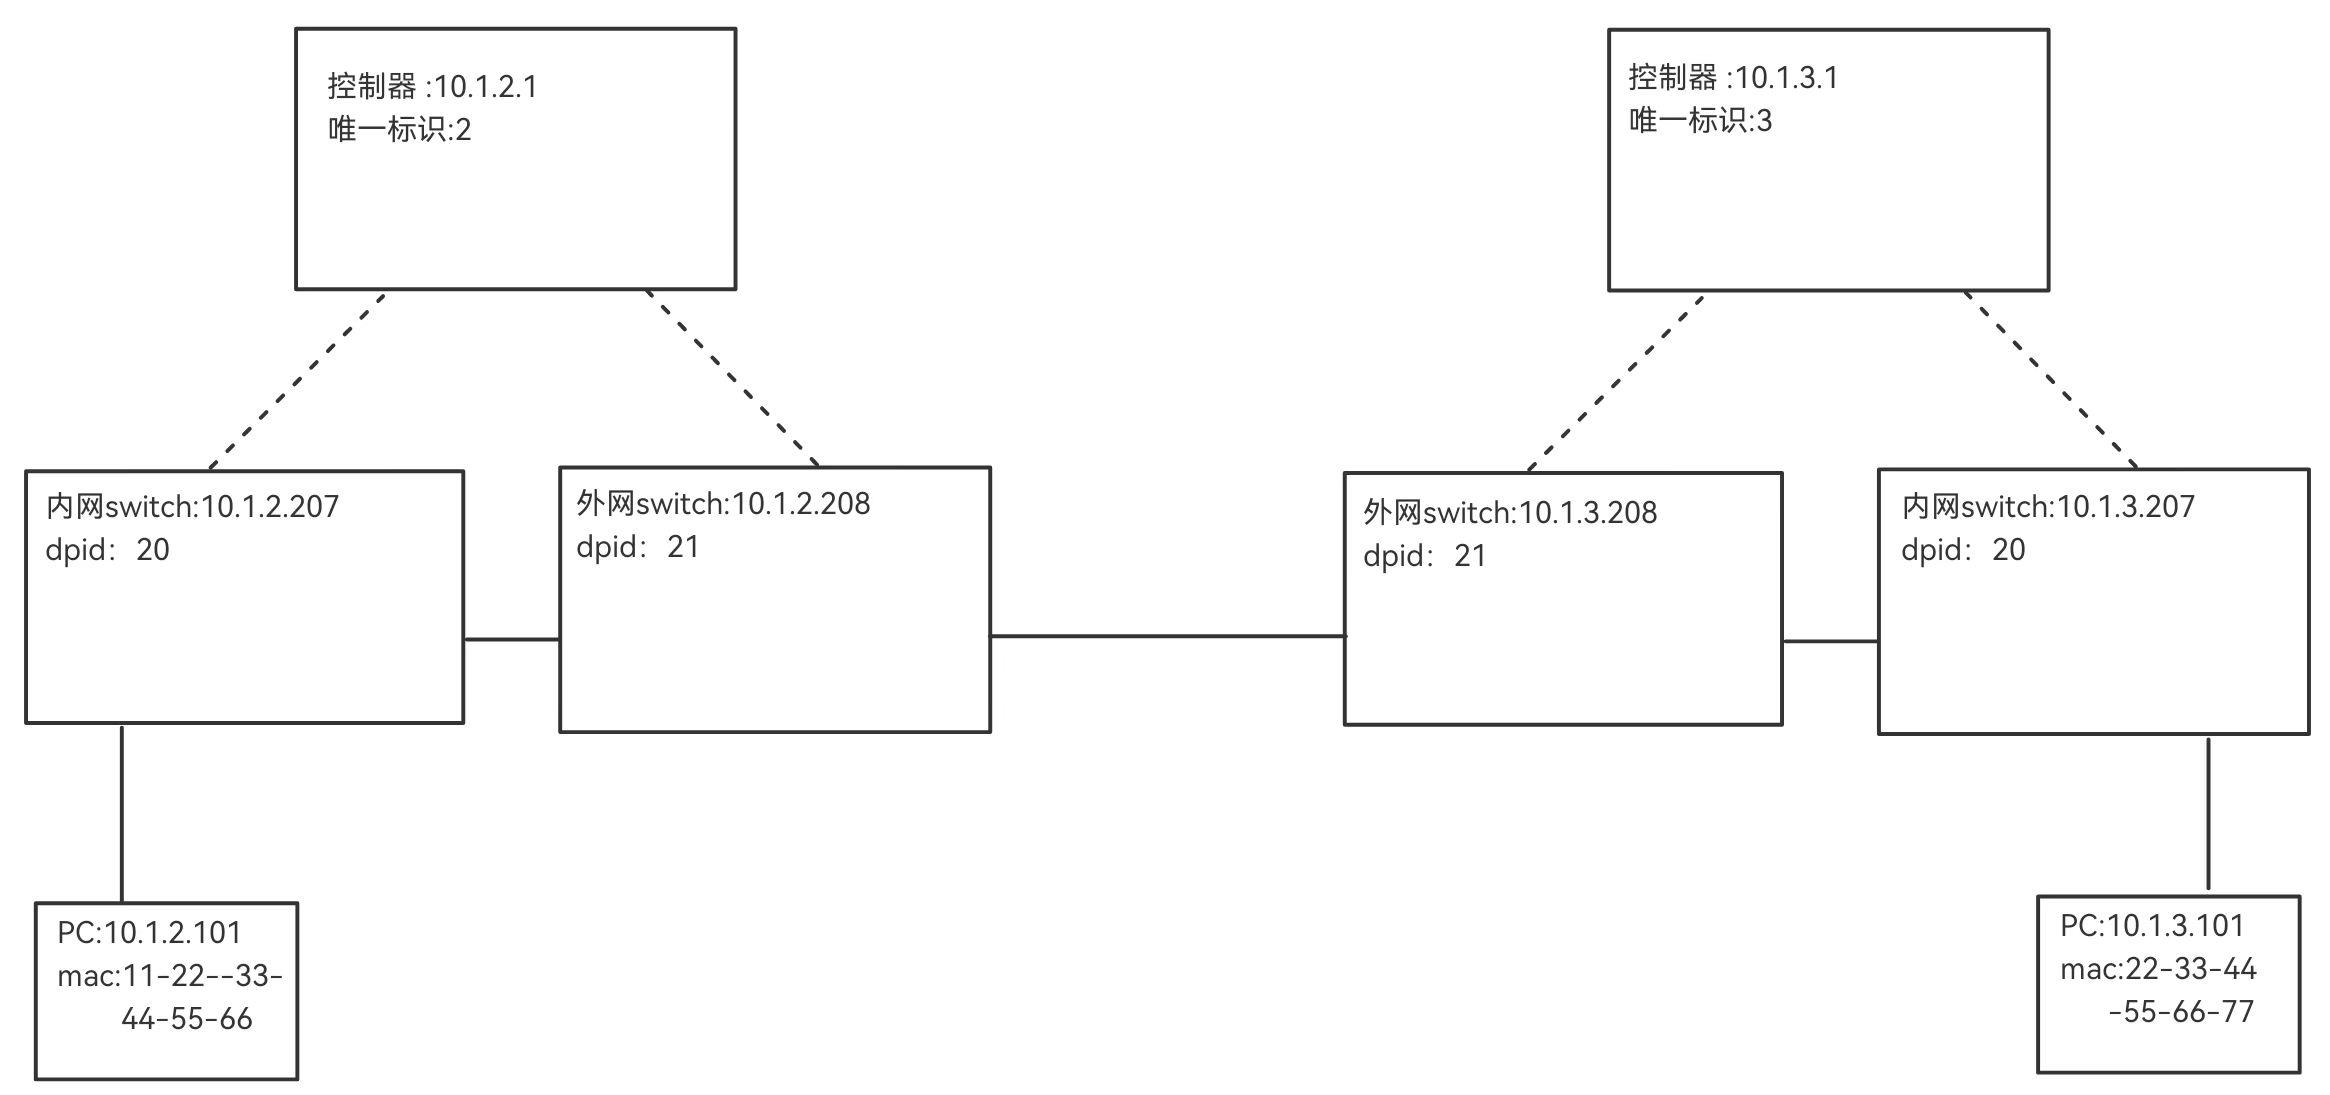 控制器 :10.1.2.1
唯一标识:2
控制器 :10.1.3.1
唯一标识:3
内网switch:10.1.2.207
dpid： 20
外网switch:10.1.2.208
dpid： 21
外网switch:10.1.3.208
dpid： 21
内网switch:10.1.3.207
dpid： 20
PC:10.1.2.101
mac:11-22--33-
44-55-66
PC:10.1.3.101
mac:22-33-44
-55-66-77